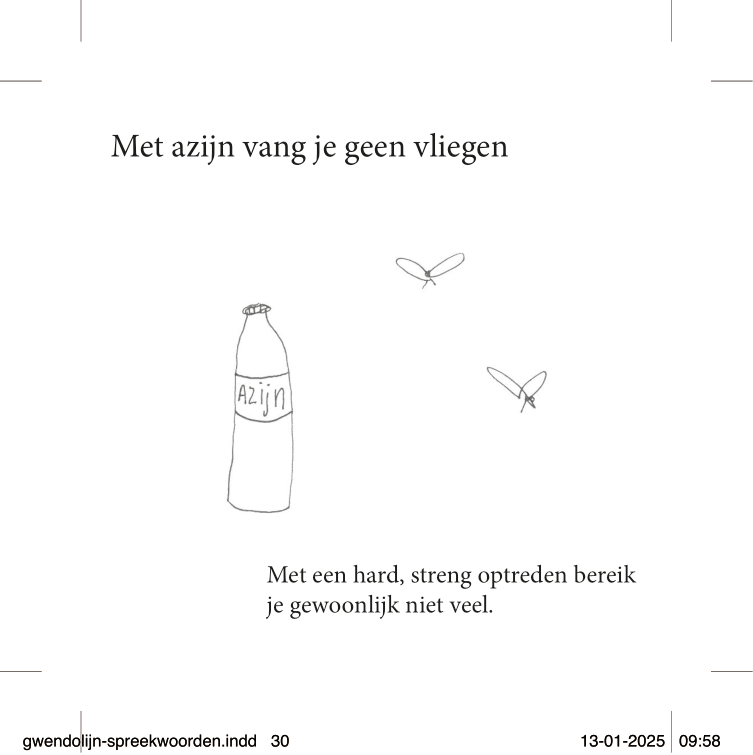 Met azijn vang je geen vliegen
Azijn
Met een hard, streng optreden bereik
je gewoonlijk niet veel.
gwendolijn-spreekwoorden.indd 30
13-01-2025 09:58